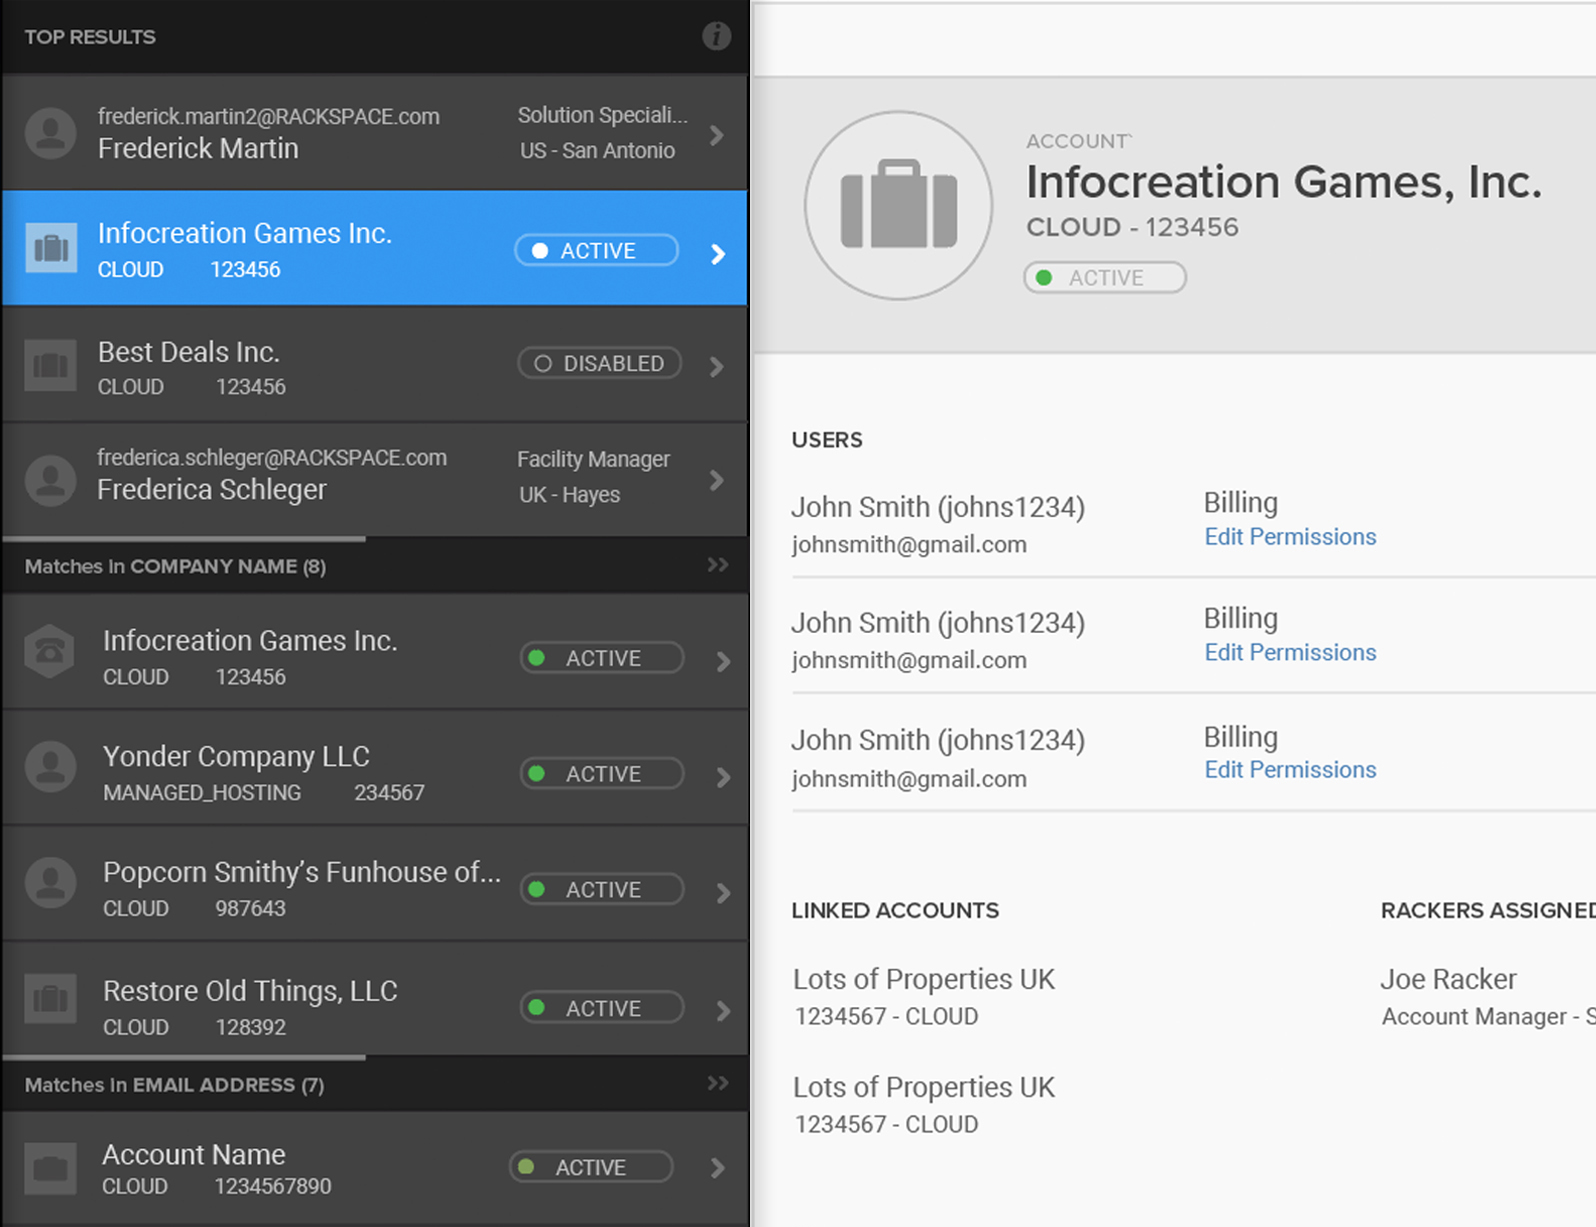 TOP RESULTS
i
frederick.martin2@RACKSPACE.com
Frederick Martin
Solution Speciali...
US - San Antonio
Infocreation Games Inc.
CLOUD 123456
ACTIVE
Best Deals Inc.
CLOUD 123456
DISABLED
frederica.schleger@RACKSPACE.com
Frederica Schleger
Facility Manager
UK - Hayes
Matches in COMPANY NAME (8)
Infocreation Games Inc.
CLOUD 123456
ACTIVE
Yonder Company LLC
MANAGED_HOSTING 234567
ACTIVE
Popcorn Smithy’s Funhouse of...
CLOUD 987643
ACTIVE
Restore Old Things, LLC
CLOUD 128392
ACTIVE
Matches in EMAIL ADDRESS (7)
Account Name
CLOUD 1234567890
ACTIVE
ACCOUNT`
Infocreation Games, Inc.
CLOUD - 123456
ACTIVE
USERS
John Smith (johns1234)
johnsmith@gmail.com
Billing
Edit Permissions
John Smith (johns1234)
johnsmith@gmail.com
Billing
Edit Permissions
John Smith (johns1234)
johnsmith@gmail.com
Billing
Edit Permissions
LINKED ACCOUNTS
Lots of Properties UK
1234567 - CLOUD
Lots of Properties UK
1234567 - CLOUD
RACKERS ASSIGNED
Joe Racker
Account Manager - S